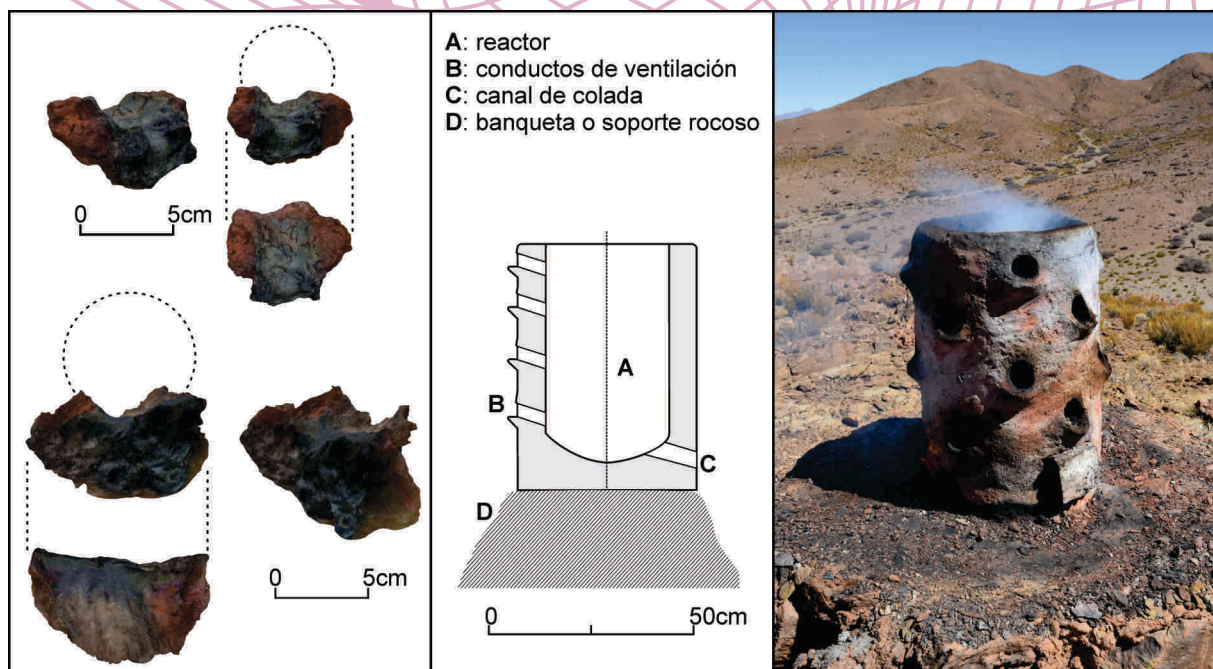 0 5cm
0 5cm
A: reactor
B: conductos de ventilación
C: canal de colada
D: banqueta o soporte rocoso
A
B
C
D
0 50cm